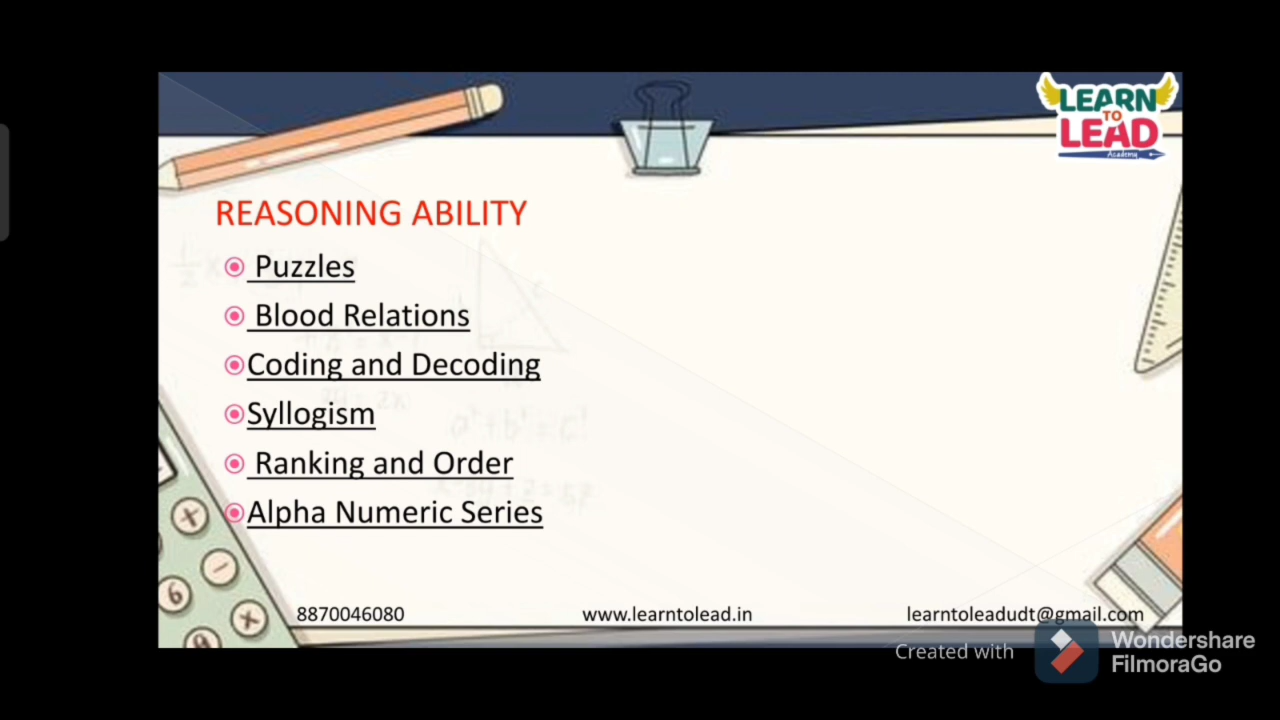 LEARN
TO
LEAD
Academy
REASONING ABILITY
Puzzles
Blood Relations
Coding and Decoding
Syllogism
Ranking and Order
Alpha Numeric Series
8870046080 www.learntolead.in learntoleadudt@gmail.com
Created with Wondershare
FilmoraGo